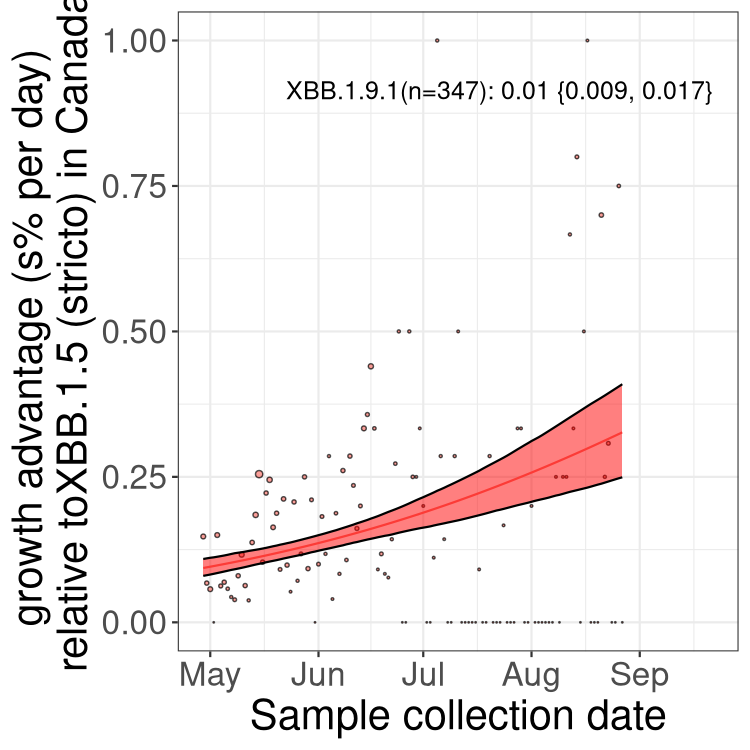 growth advantage (s% per day)
relative toXBB.1.5 (stricto) in Canada
1.00
0.75
0.50
0.25
0.00
XBB.1.9.1(n=347): 0.01 {0.009, 0.017}
May Jun Jul Aug Sep
Sample collection date